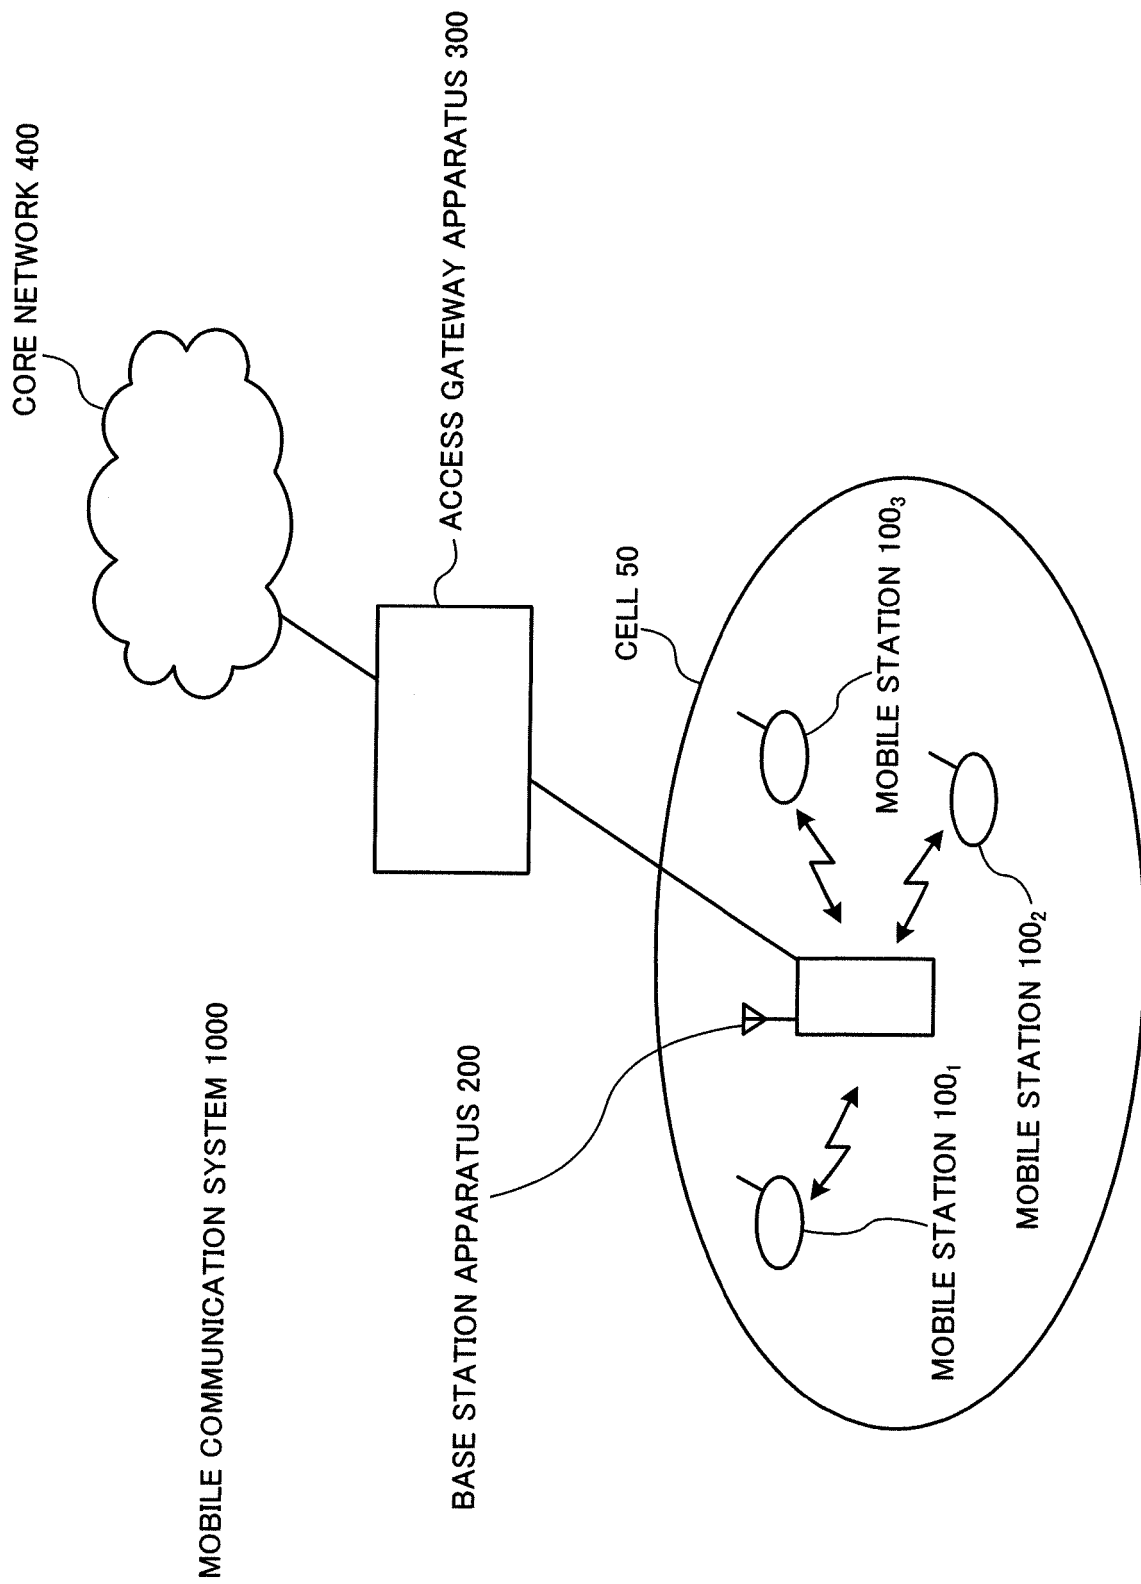 MOBILE COMMUNICATION SYSTEM 1000
CORE NETWORK 400
BASE STATION APPARATUS 200
ACCESS GATEWAY APPARATUS 300
CELL 50
MOBILE STATION 100₃
MOBILE STATION 100₁
MOBILE STATION 100₂